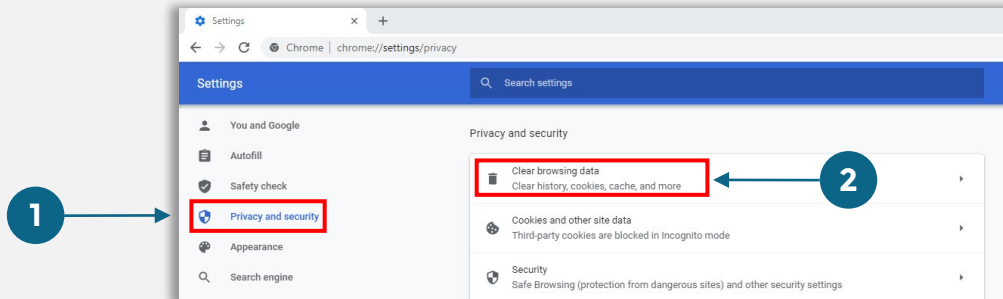 Settings
Chrome | chrome://settings/privacy
Settings
Search settings
You and Google
Autofill
Safety check
Privacy and security
Appearance
Search engine
Privacy and security
Clear browsing data
Clear history, cookies, cache, and more
Cookies and other site data
Third-party cookies are blocked in Incognito mode
Security
Safe Browsing (protection from dangerous sites) and other security settings
1
2